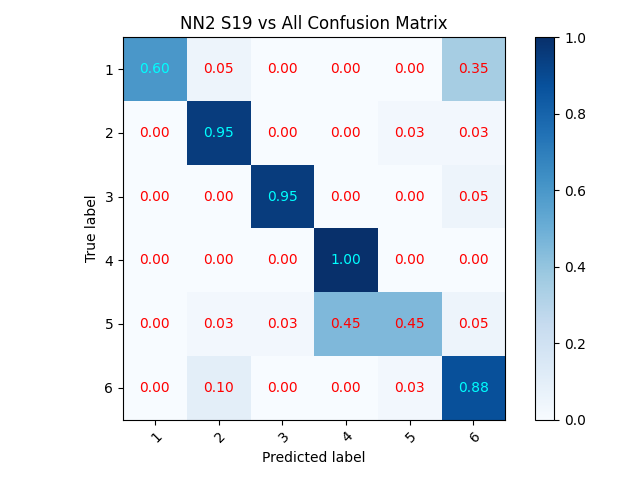 NN2 S19 vs All Confusion Matrix
True label
1 0.60 0.05 0.00 0.00 0.00 0.35
2 0.00 0.95 0.00 0.00 0.03 0.03
3 0.00 0.00 0.95 0.00 0.00 0.05
4 0.00 0.00 0.00 1.00 0.00 0.00
5 0.00 0.03 0.03 0.45 0.45 0.05
6 0.00 0.10 0.00 0.00 0.03 0.88
1 2 3 4 5 6
Predicted label
1.0
0.8
0.6
0.4
0.2
0.0